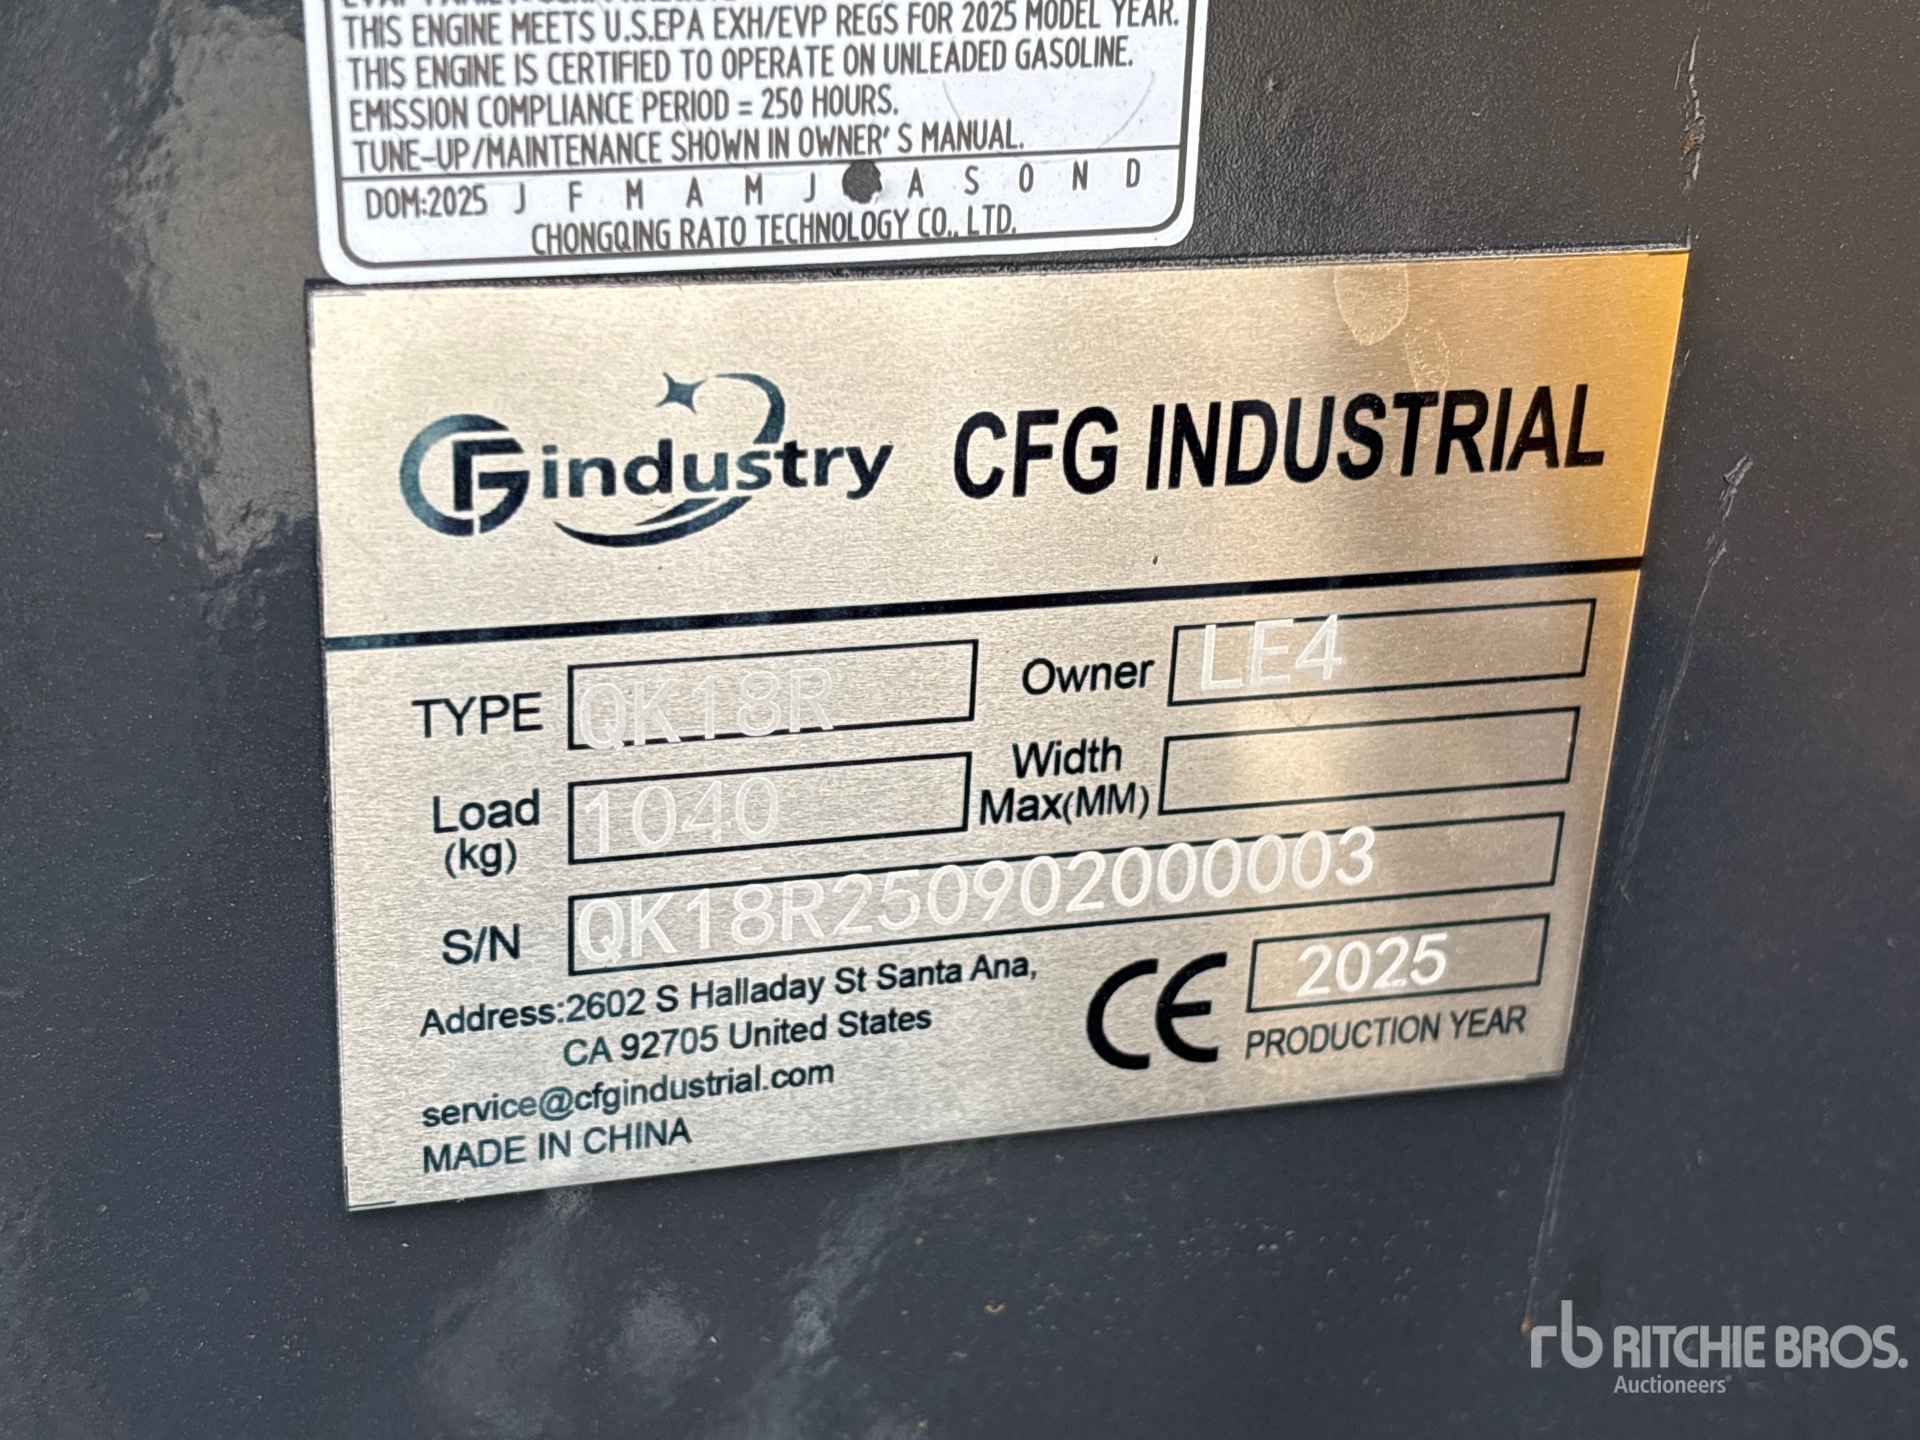 THIS ENGINE MEETS U.S.EPA EXH/EVP REGS FOR 2025 MODEL YEAR.
THIS ENGINE IS CERTIFIED TO OPERATE ON UNLEADED GASOLINE.
EMISSION COMPLIANCE PERIOD = 250 HOURS.
TUNE-UP/MAINTENANCE SHOWN IN OWNER'S MANUAL.
DOM:2025 J F M A M J A S O N D
CHONGQING RATO TECHNOLOGY CO., LTD.
CFG industry CFG INDUSTRIAL
TYPE QK18R Owner LE4
Load (kg) 1040 Width Max(MM)
S/N QK18R250902000003
Address:2602 S Halladay St Santa Ana,
CA 92705 United States
service@cfgindustrial.com
MADE IN CHINA
CE 2025
PRODUCTION YEAR
rb RITCHIE BROS.
Auctioneers